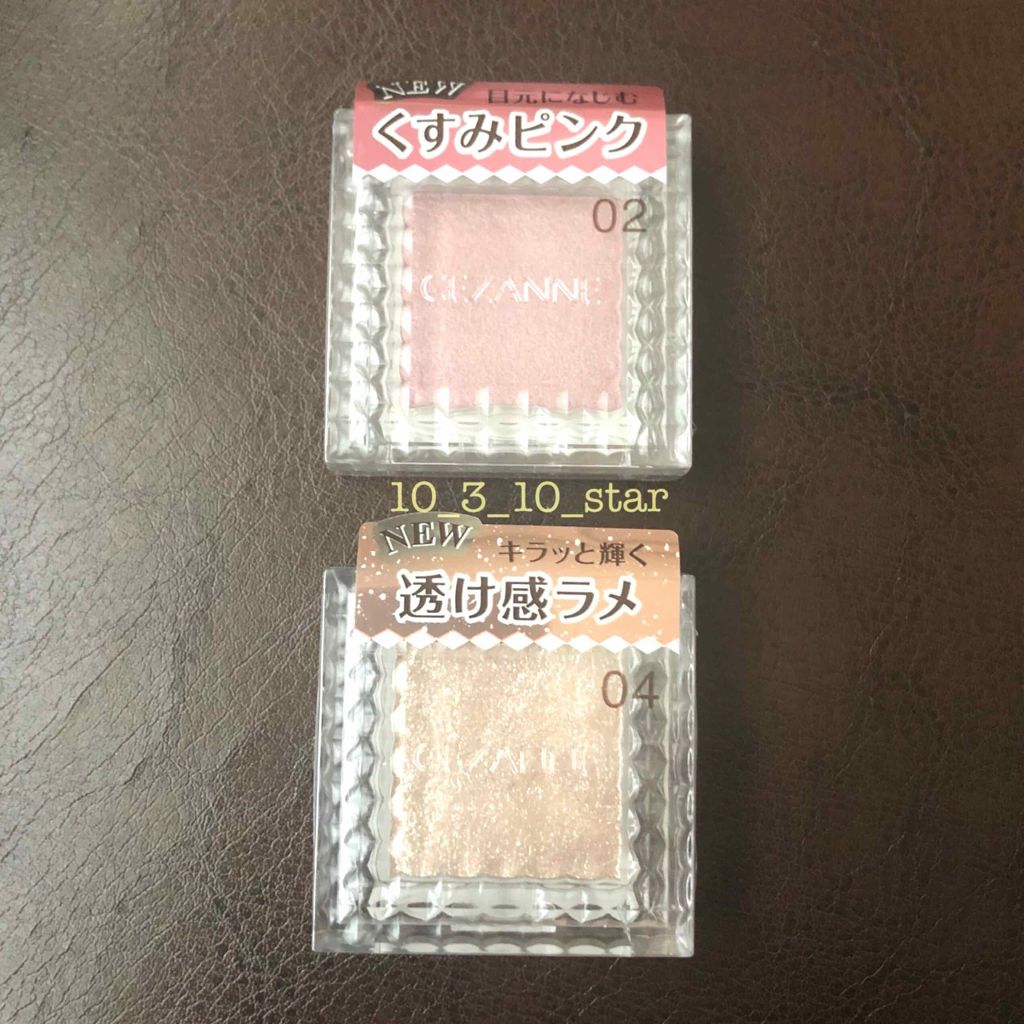 NEW
目元になじむ
くすみピンク
02
CEZANNE
10_3_10_star
NEW
キラッと輝く
透け感ラメ
04
CEZANNE